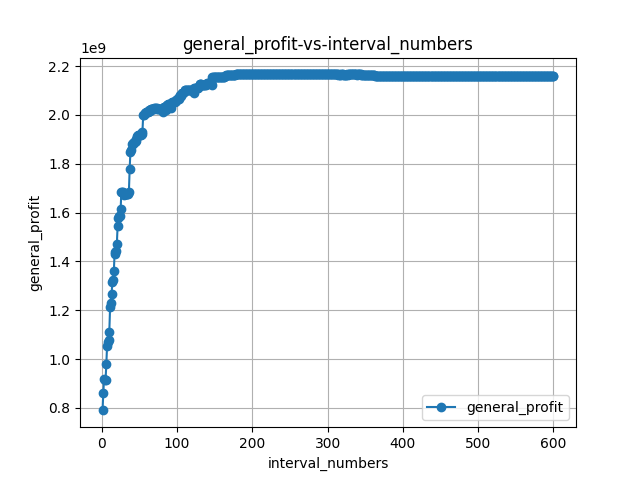 general_profit-vs-interval_numbers
1e9
2.2
2.0
1.8
1.6
1.4
1.2
1.0
0.8
general_profit
0 100 200 300 400 500 600
interval_numbers
general_profit